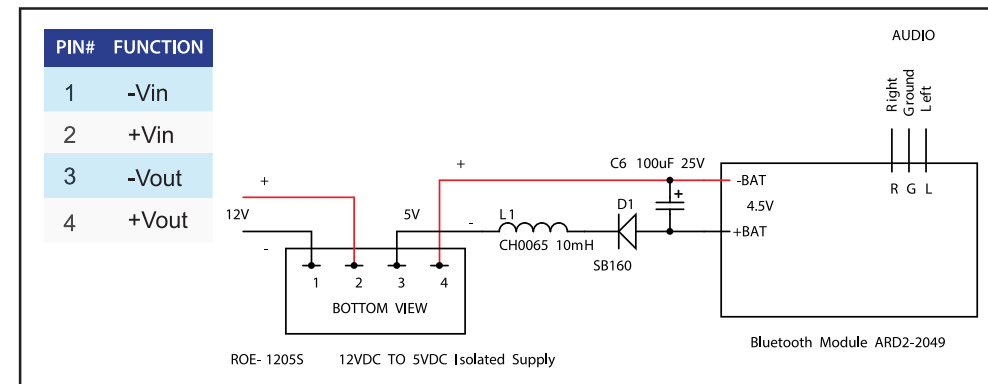 PIN# FUNCTION
1 -Vin
2 +Vin
3 -Vout
4 +Vout
AUDIO
Right
Ground
Left
R G L
+
12V
-
+
5V
-
L1
CH0065 10mH
D1
SB160
C6 100uF 25V
+
-BAT
4.5V
+BAT
1 2 3 4
BOTTOM VIEW
ROE- 1205S 12VDC TO 5VDC Isolated Supply
Bluetooth Module ARD2-2049